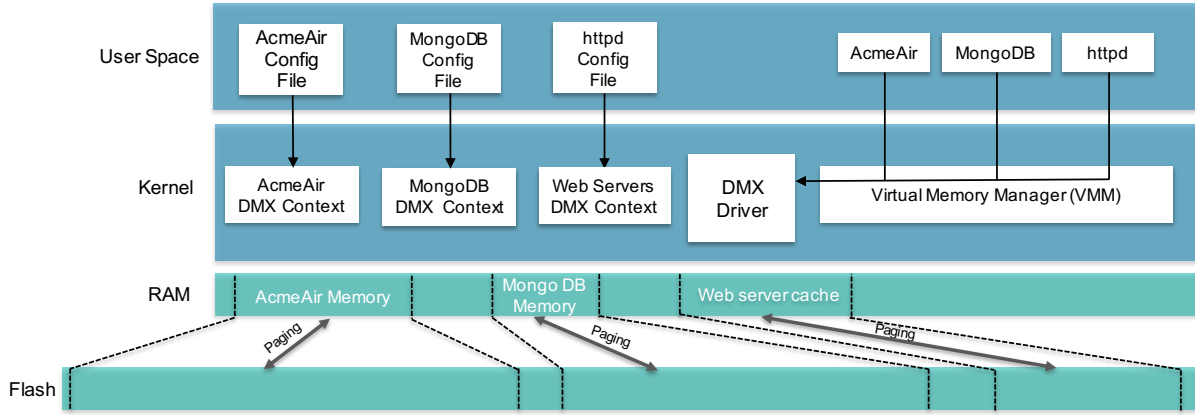 User Space
AcmeAir
Config
File
MongoDB
Config
File
httpd
Config
File
AcmeAir
MongoDB
httpd
Kernel
AcmeAir
DMX Context
MongoDB
DMX Context
Web Servers
DMX Context
DMX
Driver
Virtual Memory Manager (VMM)
RAM
AcmeAir Memory
Mongo DB
Memory
Web server cache
Paging
Paging
Paging
Flash